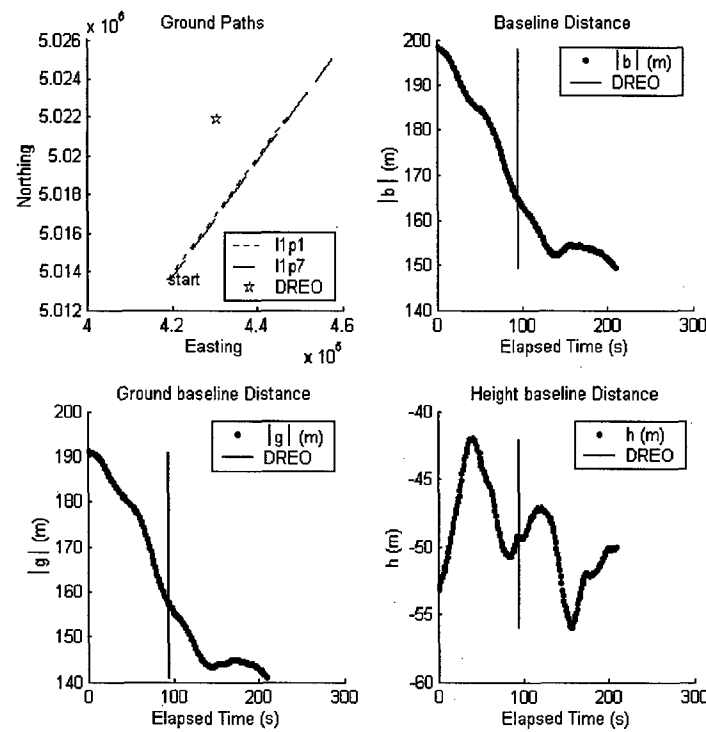 × 10⁶
Ground Paths
5.026
5.024
5.022
5.02
5.018
5.016
5.014
5.012
Northing
start
l1p1
l1p7
DREO
4
4.2
4.4
4.6
Easting
× 10⁶
Baseline Distance
200
190
180
170
160
150
140
|b| (m)
|b| (m)
DREO
0
100
200
300
Elapsed Time (s)
Ground baseline Distance
200
190
180
170
160
150
140
|g| (m)
|g| (m)
DREO
0
100
200
300
Elapsed Time (s)
Height baseline Distance
-40
-45
-50
-55
-60
h (m)
h (m)
DREO
0
100
200
300
Elapsed Time (s)